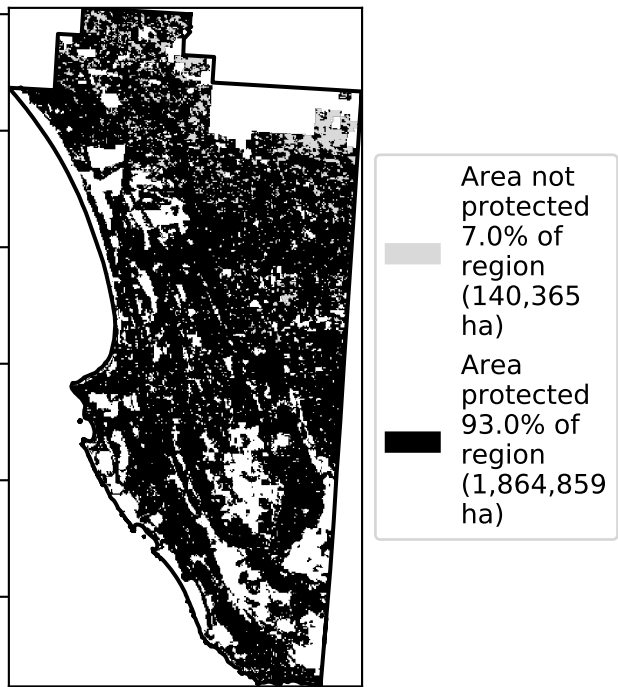 Area not
protected
7.0% of
region
(140,365
ha)
Area
protected
93.0% of
region
(1,864,859
ha)